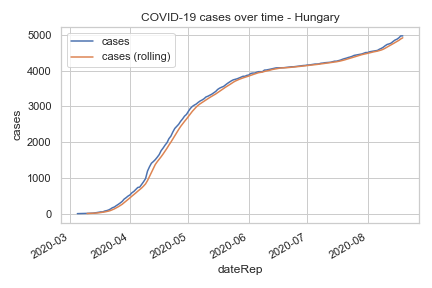 COVID-19 cases over time - Hungary
cases
cases (rolling)
5000
4000
3000
2000
1000
0
cases
2020-03
2020-04
2020-05
2020-06
2020-07
2020-08
dateRep